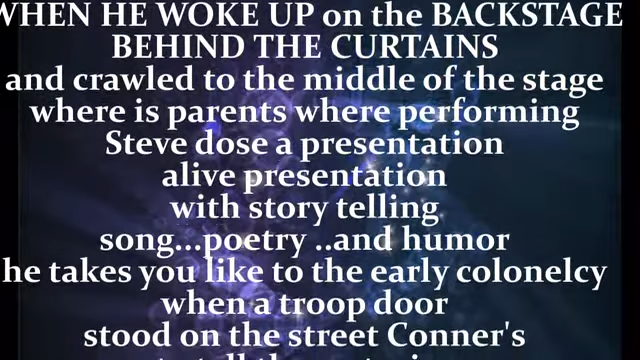 WHEN HE WOKE UP on the BACKSTAGE
BEHIND THE CURTAINS
and crawled to the middle of the stage
where is parents where performing
Steve dose a presentation
alive presentation
with story telling
song...poetry ..and humor
he takes you like to the early colonelcy
when a troop door
stood on the street Conner's